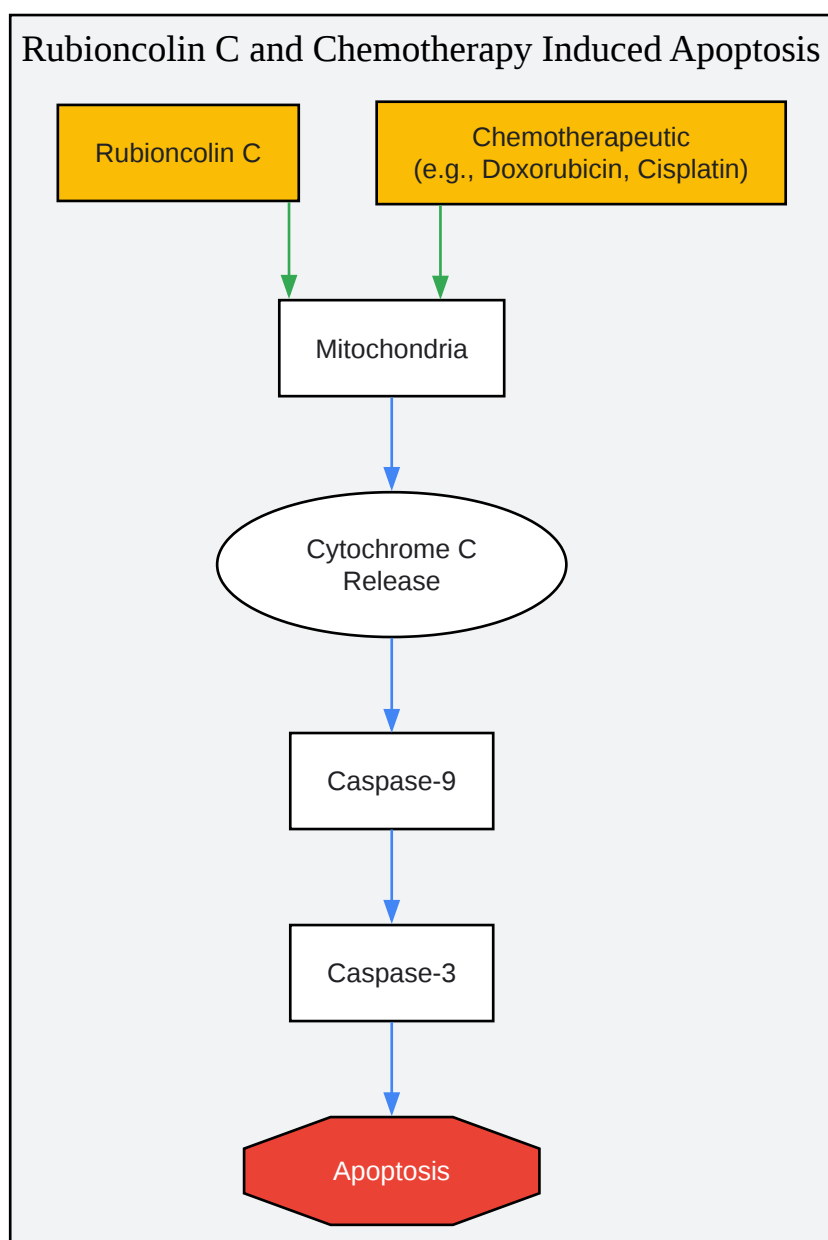 Rubioncolin C and Chemotherapy Induced Apoptosis
Rubioncolin C
Chemotherapeutic
(e.g., Doxorubicin, Cisplatin)
Mitochondria
Cytochrome C
Release
Caspase-9
Caspase-3
Apoptosis